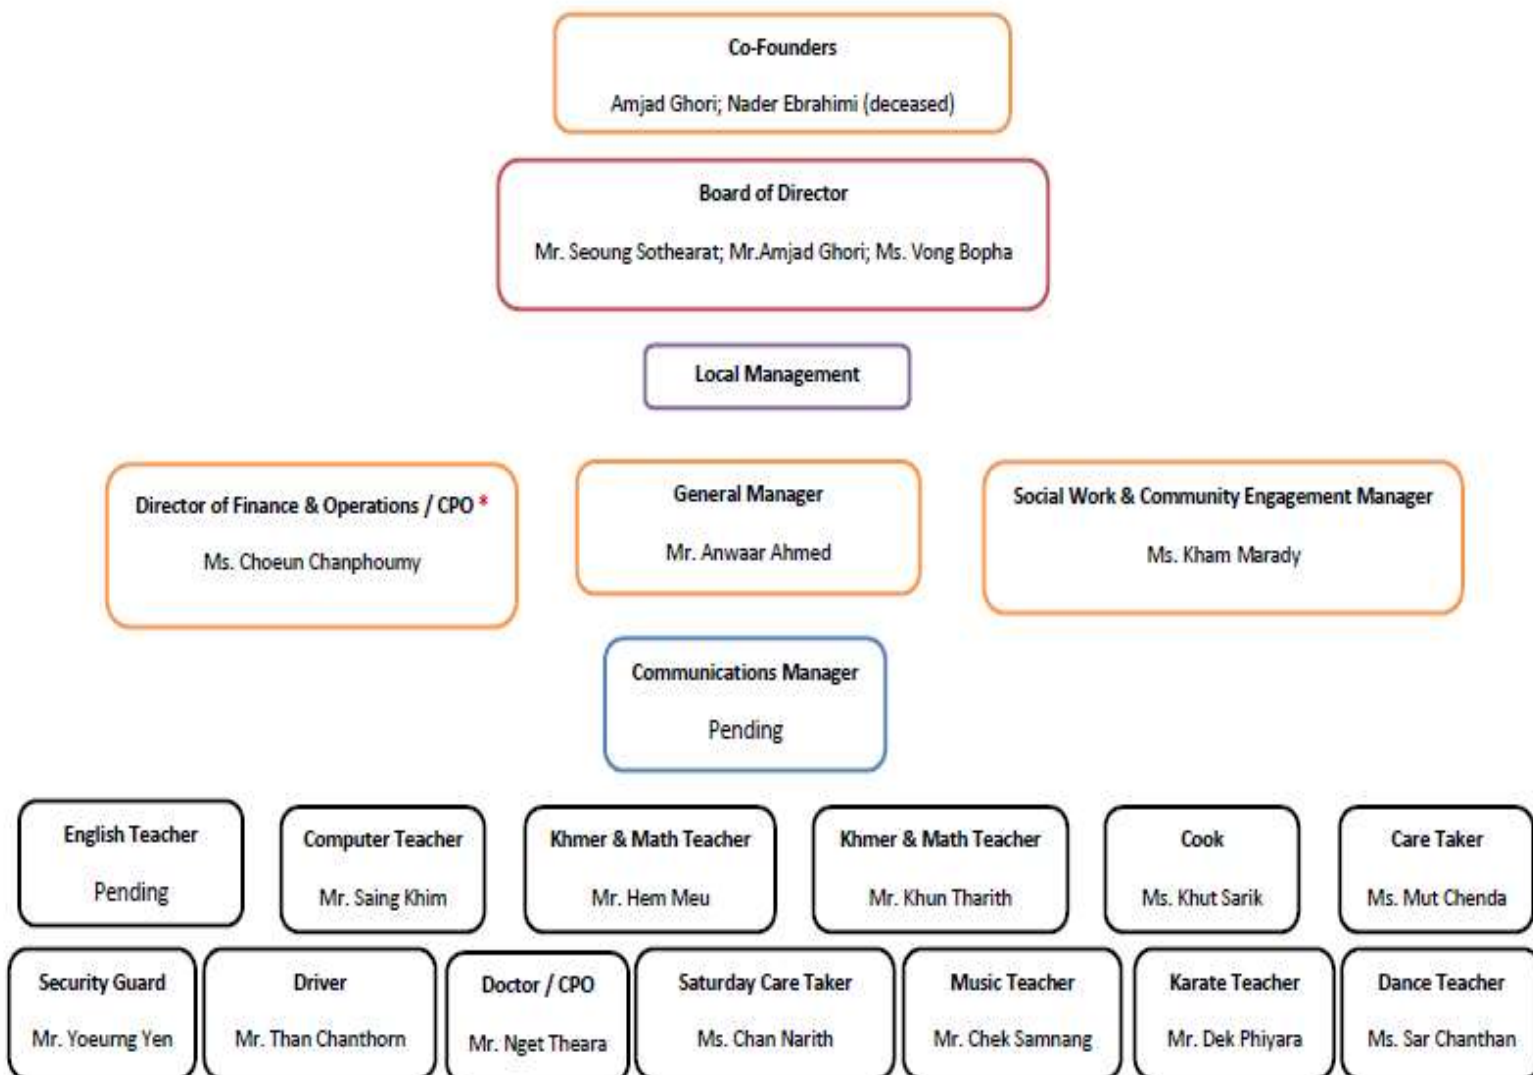 Co-Founders
Amjad Ghori; Nader Ebrahimi (deceased)
Board of Director
Mr. Seoung Sothearat; Mr.Amjad Ghori; Ms. Vong Bopha
Local Management
Director of Finance & Operations / CPO *
Ms. Choeun Chanphoumy
General Manager
Mr. Anwaar Ahmed
Social Work & Community Engagement Manager
Ms. Kham Marady
Communications Manager
Pending
English Teacher
Pending
Computer Teacher
Mr. Saing Khim
Khmer & Math Teacher
Mr. Hem Meu
Khmer & Math Teacher
Mr. Khun Tharith
Cook
Ms. Khut Sarik
Care Taker
Ms. Mut Chenda
Security Guard
Mr. Yoeurng Yen
Driver
Mr. Than Chanthorn
Doctor / CPO
Mr. Nget Theara
Saturday Care Taker
Ms. Chan Narith
Music Teacher
Mr. Chek Samnang
Karate Teacher
Mr. Dek Phiyara
Dance Teacher
Ms. Sar Chanthan